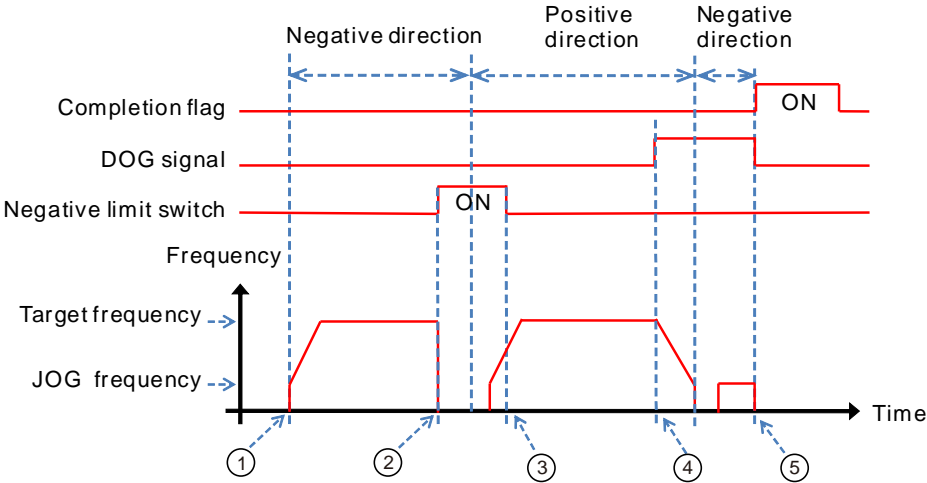 Negative direction
Positive
direction
Negative
direction
Completion flag
ON
DOG signal
Negative limit switch
ON
Frequency
Target frequency
JOG frequency
Time
1
2
3
4
5